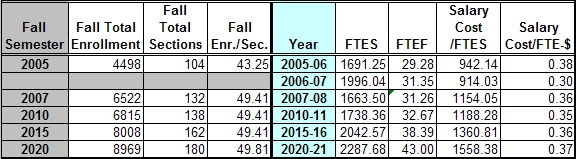 Fall Semester Fall Total Enrollment Fall Total Sections Fall Enr./Sec. Year FTES FTEF Salary Cost /FTES Salary Cost/FTE-$
2005 4498 104 43.25 2005-06 1691.25 29.28 942.14 0.38
2006-07 1996.04 31.35 914.03 0.30
2007 6522 132 49.41 2007-08 1663.50 31.26 1154.05 0.36
2010 6815 138 49.41 2010-11 1738.36 32.67 1188.28 0.35
2015 8008 162 49.41 2015-16 2042.57 38.39 1360.81 0.36
2020 8969 180 49.81 2020-21 2287.68 43.00 1558.38 0.37